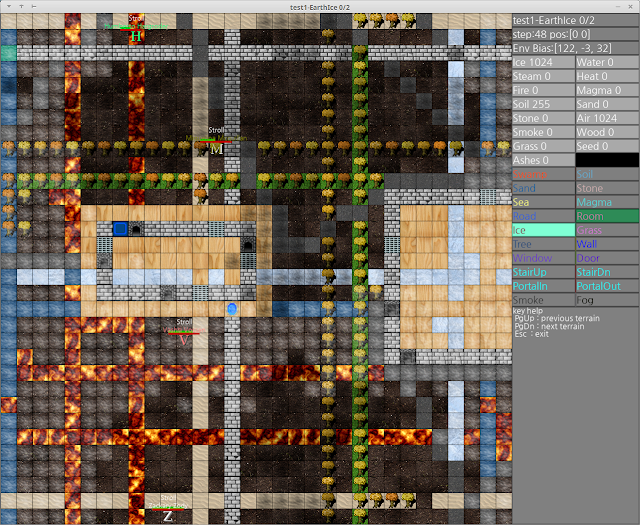 test1-EarthIce 0/2
test1-EarthIce 0/2
step:48 pos:[0 0]
Env Bias:[122, -3, 32]
Ice 1024 Water 0
Steam 0 Heat 0
Fire 0 Magma 0
Soil 255 Sand 0
Stone 0 Air 1024
Smoke 0 Wood 0
Grass 0 Seed 0
Ashes 0
Soil
Sand Stone
Sea Magma
Road Room
Ice Grass
Tree Wall
Window Door
StairUp StairDn
PortalIn PortalOut
Smoke Fog
key help
PgUp : previous terrain
PgDn : next terrain
Esc : exit
Stroll
H
Stroll
M
Stroll
V
Stroll
Z